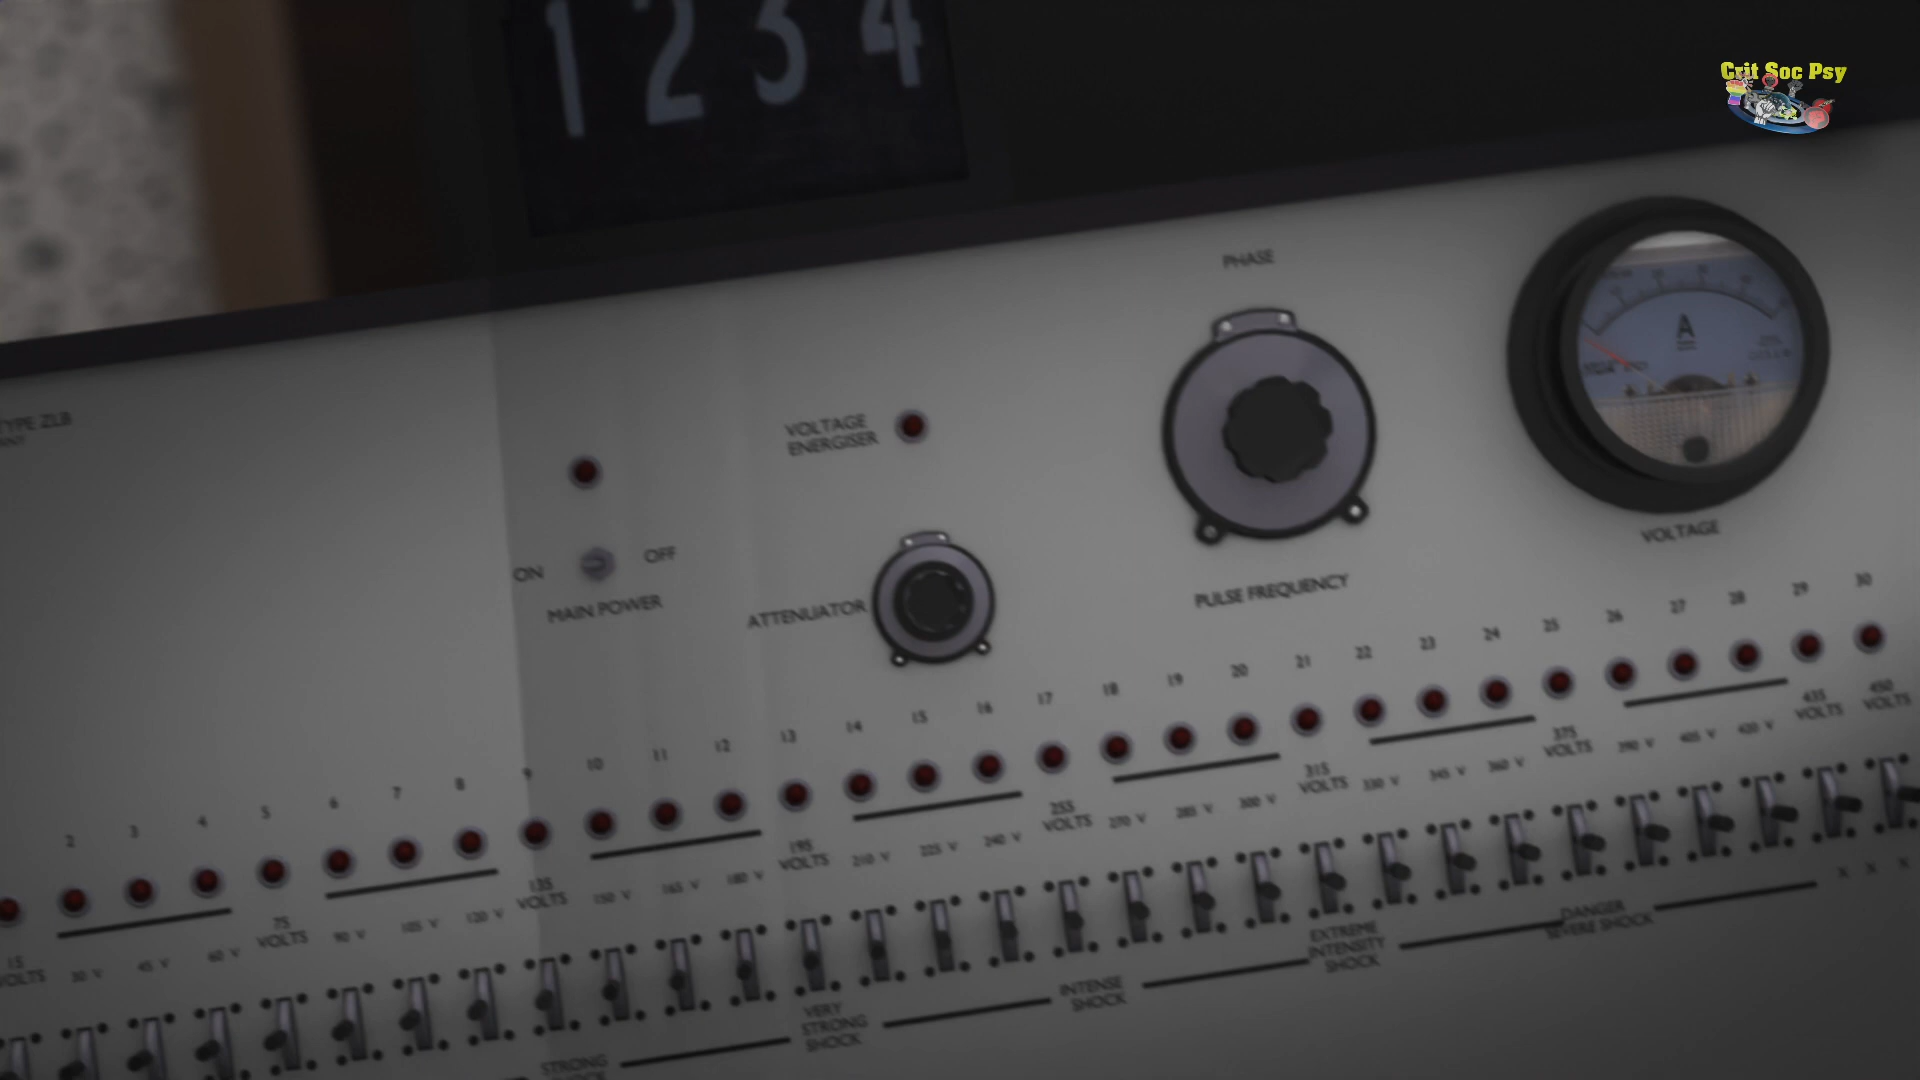 1 2 3 4
Crit Soc Psy
PHASE
A
TYPE ZLB
VOLTAGE
ENERGISER
VOLTAGE
ON
OFF
MAIN POWER
ATTENUATOR
PULSE FREQUENCY
2 3 4 5 6 7 8 9 10 11 12 13 14 15 16 17 18 19 20 21 22 23 24 25 26 27 28 29 30
15
VOLTS
30 V
45 V
60 V
75
VOLTS
90 V
105 V
120 V
135
VOLTS
150 V
165 V
180 V
195
VOLTS
210 V
225 V
240 V
255
VOLTS
270 V
285 V
300 V
315
VOLTS
330 V
345 V
360 V
375
VOLTS
390 V
405 V
420 V
435
VOLTS
450
VOLTS
STRONG
SHOCK
VERY
STRONG
SHOCK
INTENSE
SHOCK
EXTREME
INTENSITY
SHOCK
DANGER
SEVERE SHOCK
X X X